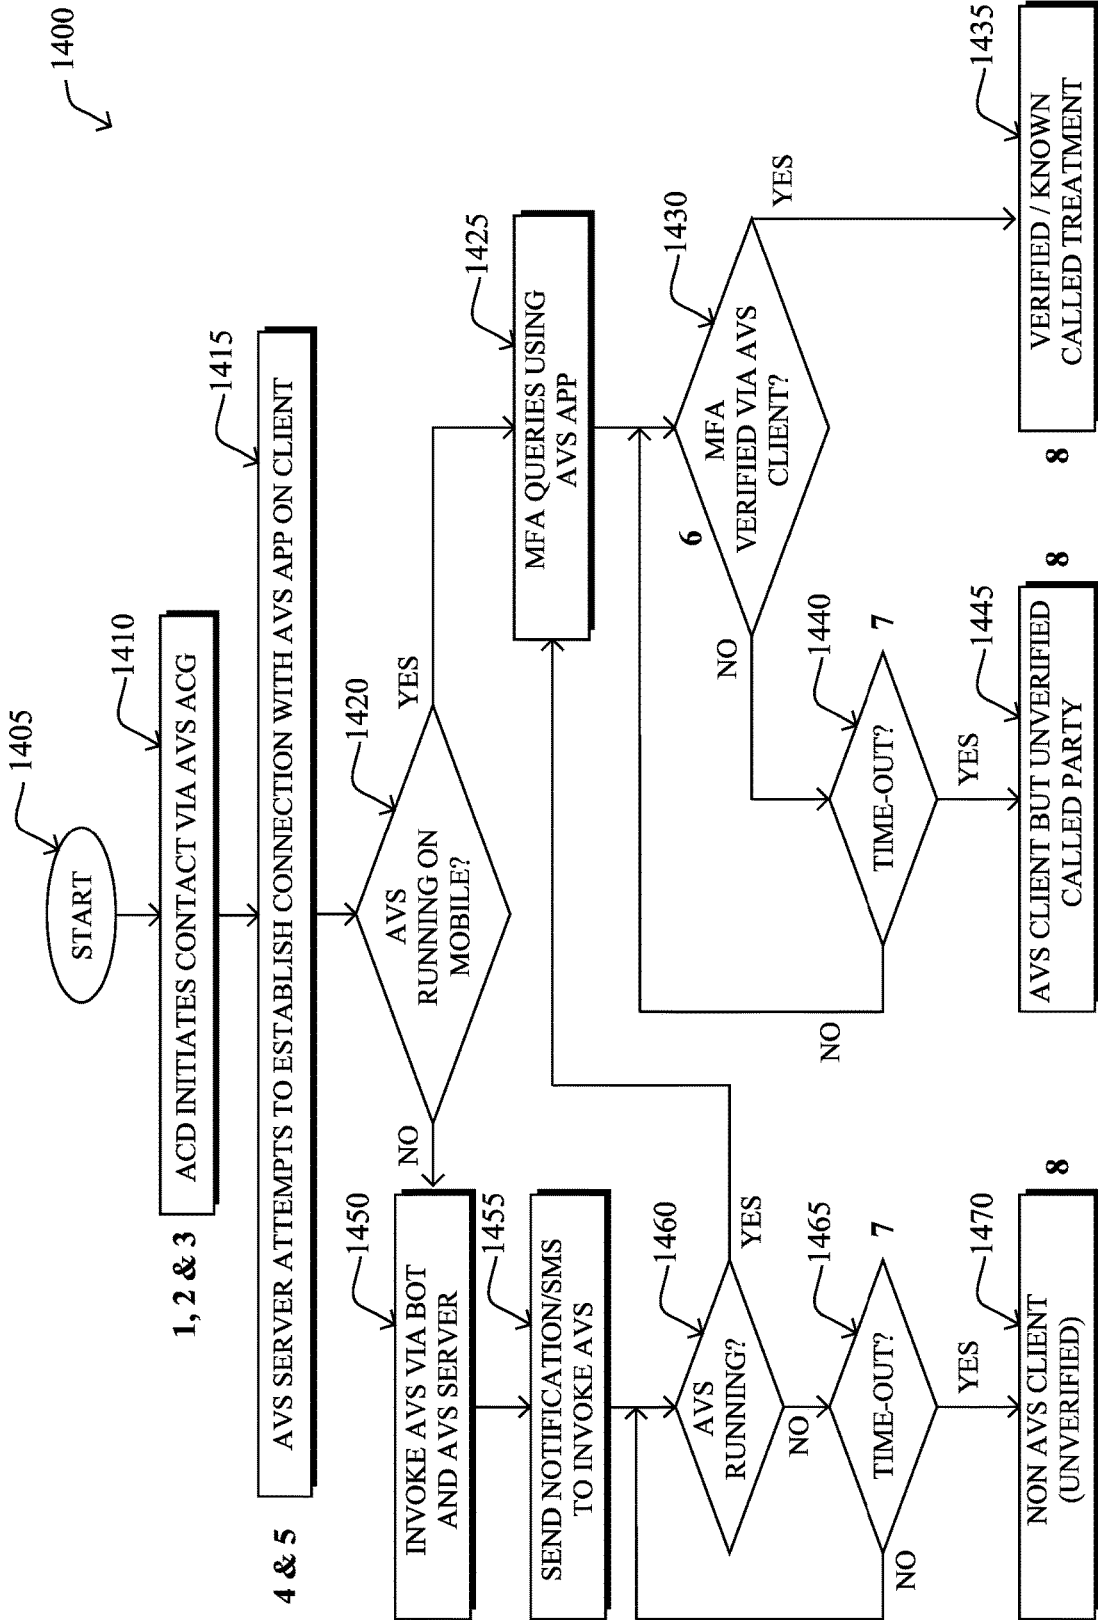 1400
1405
START
1410
ACD INITIATES CONTACT VIA AVS ACG
1, 2 & 3
1415
AVS SERVER ATTEMPTS TO ESTABLISH CONNECTION WITH AVS APP ON CLIENT
4 & 5
1420
AVS
RUNNING ON
MOBILE?
NO
YES
1450
INVOKE AVS VIA BOT
AND AVS SERVER
1455
SEND NOTIFICATION/SMS
TO INVOKE AVS
1460
AVS
RUNNING?
YES
NO
1465
TIME-OUT?
7
NO
YES
1470
NON AVS CLIENT
(UNVERIFIED)
8
1425
MFA QUERIES USING
AVS APP
1430
6
MFA
VERIFIED VIA AVS
CLIENT?
NO
YES
1440
TIME-OUT?
7
NO
YES
1445
AVS CLIENT BUT UNVERIFIED
CALLED PARTY
8
1435
VERIFIED / KNOWN
CALLED TREATMENT
8